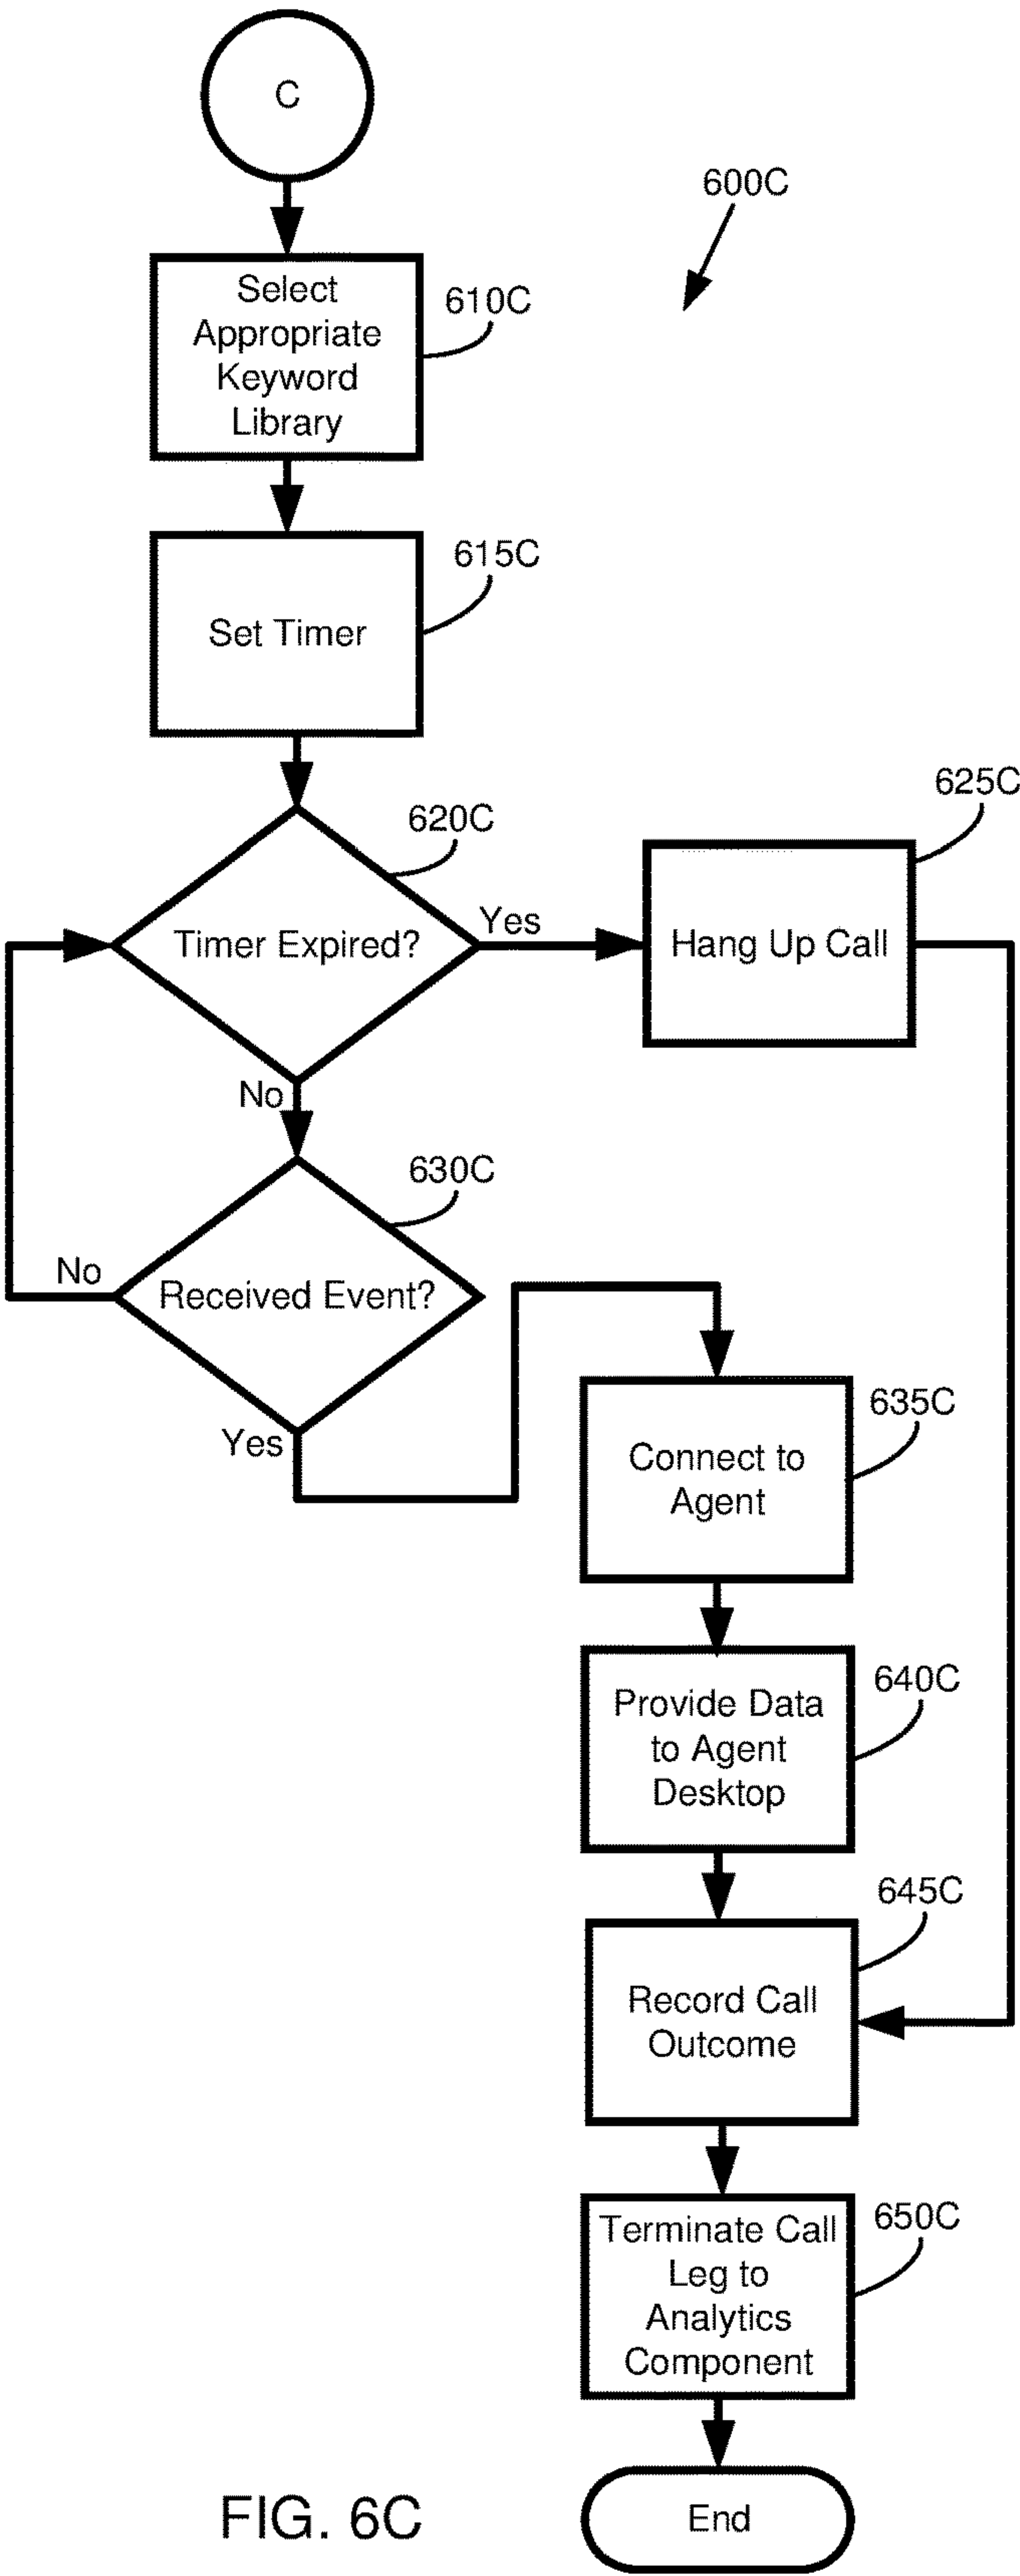 C
600C
Select
Appropriate
Keyword
Library
610C
Set Timer
615C
620C
Timer Expired?
Yes
625C
Hang Up Call
No
630C
Received Event?
No
Yes
635C
Connect to
Agent
640C
Provide Data
to Agent
Desktop
645C
Record Call
Outcome
650C
Terminate Call
Leg to
Analytics
Component
End
FIG. 6C